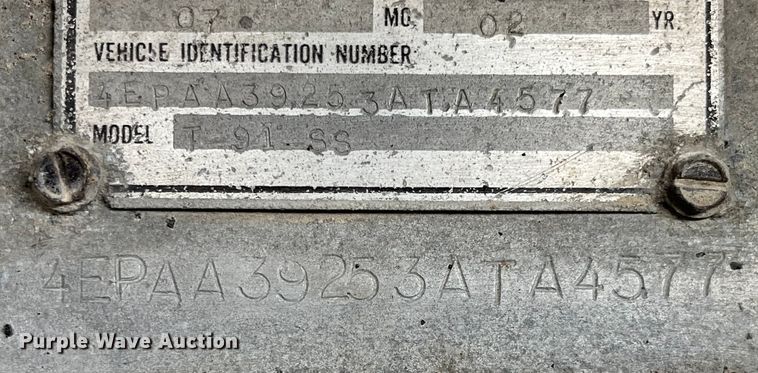 07 MO. 02 YR.
VEHICLE IDENTIFICATION NUMBER
4EPAA39253ATA4577
MODEL T-91 SS
4EPAA39253ATA4577
Purple Wave Auction